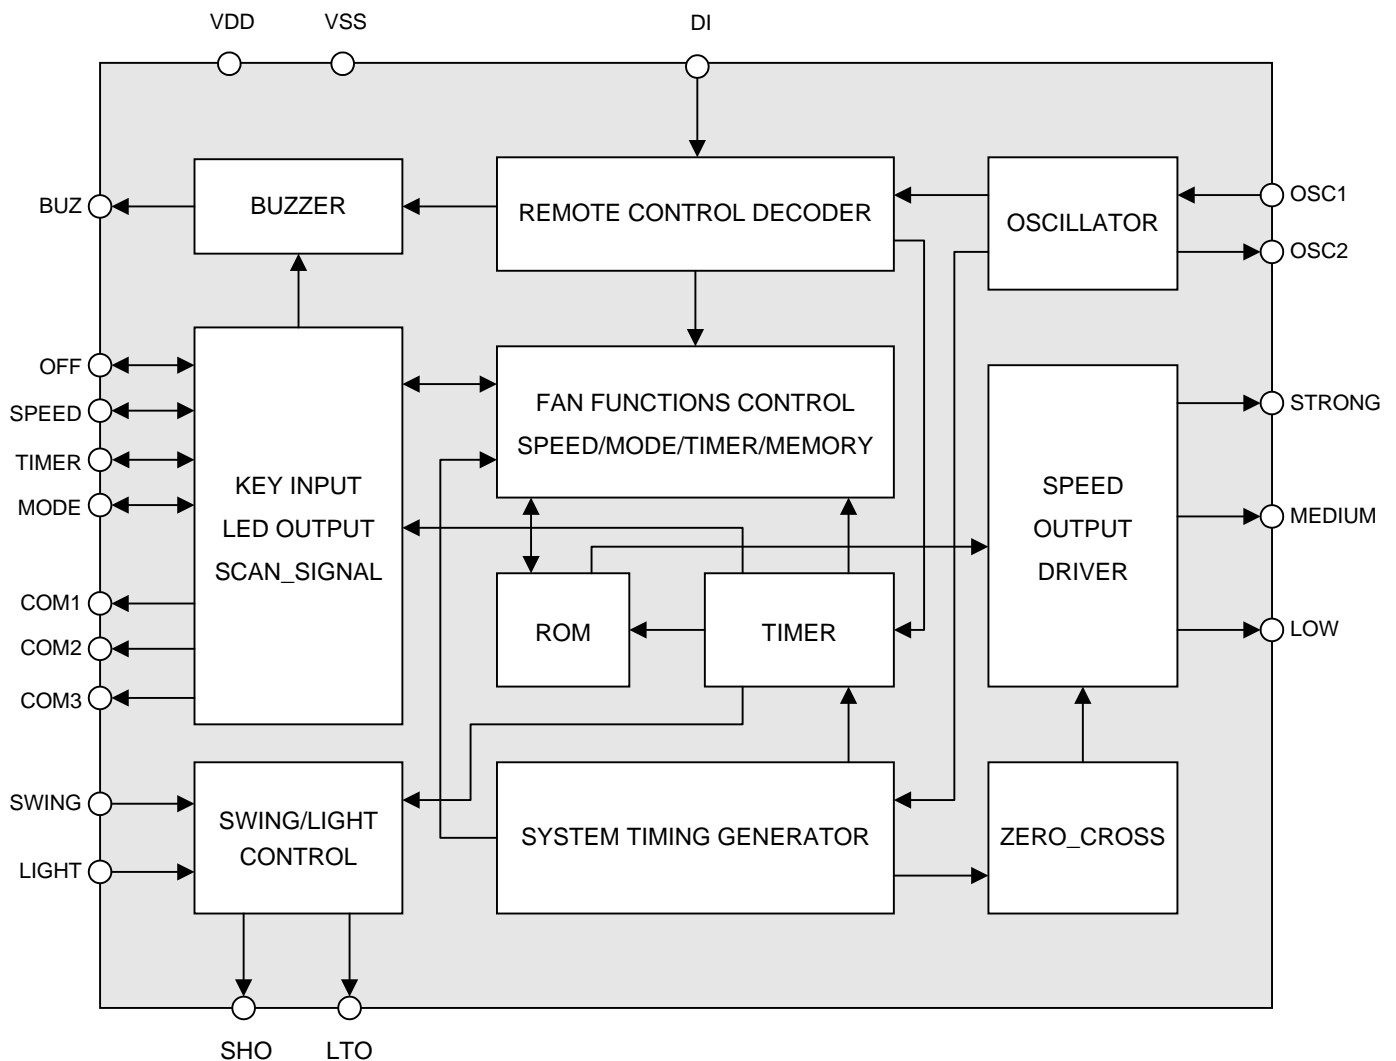 VDD
VSS
DI
BUZ
BUZZER
REMOTE CONTROL DECODER
OSCILLATOR
OSC1
OSC2
OFF
SPEED
TIMER
MODE
COM1
COM2
COM3
KEY INPUT
LED OUTPUT
SCAN_SIGNAL
FAN FUNCTIONS CONTROL
SPEED/MODE/TIMER/MEMORY
ROM
TIMER
SPEED
OUTPUT
DRIVER
STRONG
MEDIUM
LOW
SWING
LIGHT
SWING/LIGHT
CONTROL
SYSTEM TIMING GENERATOR
ZERO_CROSS
SHO
LTO